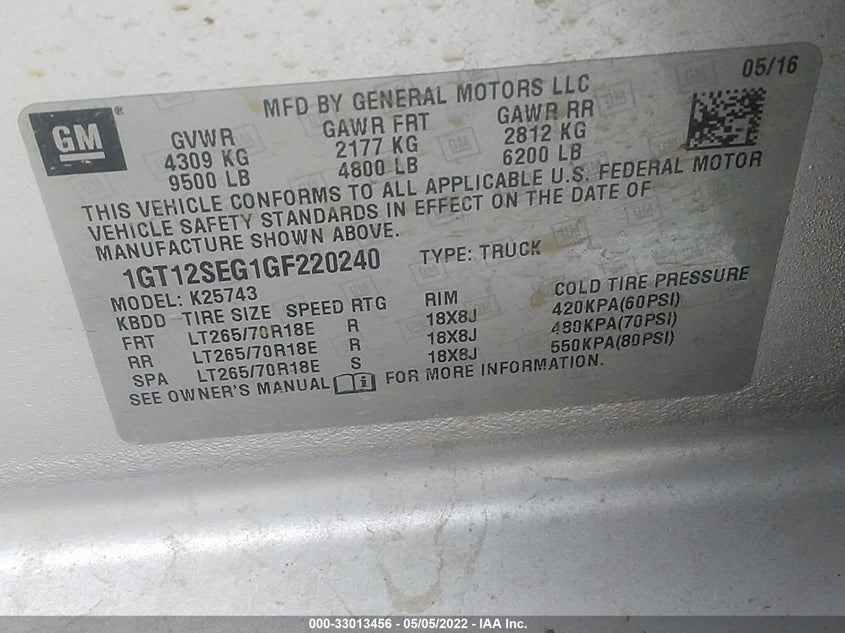 05/16
MFD BY GENERAL MOTORS LLC
GM®
GVWR GAWR FRT GAWR RR
4309 KG 2177 KG 2812 KG
9500 LB 4800 LB 6200 LB
THIS VEHICLE CONFORMS TO ALL APPLICABLE U.S. FEDERAL MOTOR
VEHICLE SAFETY STANDARDS IN EFFECT ON THE DATE OF
MANUFACTURE SHOWN ABOVE.
1GT12SEG1GF220240 TYPE: TRUCK
MODEL: K25743
KBDD TIRE SIZE SPEED RTG RIM COLD TIRE PRESSURE
FRT LT265/70R18E R 18X8J 420KPA(60PSI)
RR LT265/70R18E R 18X8J 480KPA(70PSI)
SPA LT265/70R18E S 18X8J 550KPA(80PSI)
SEE OWNER'S MANUAL FOR MORE INFORMATION.
000-33013456 - 05/05/2022 - IAA Inc.